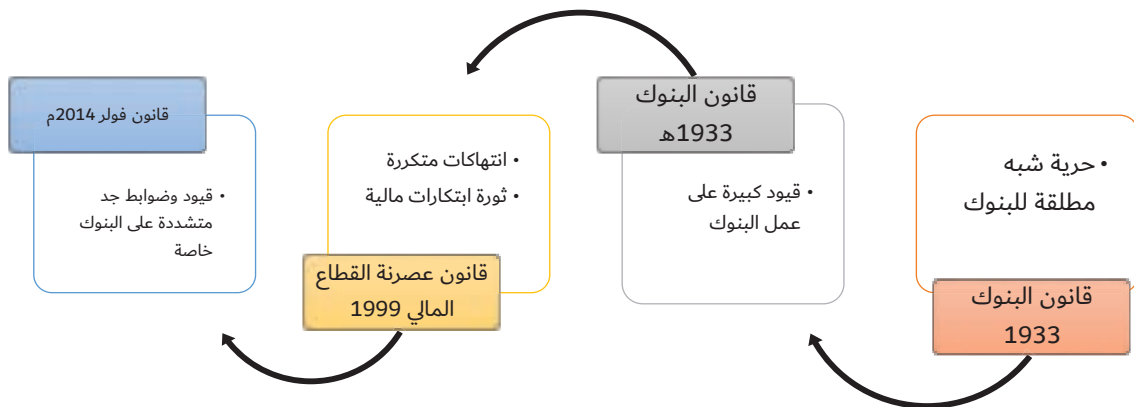 • حرية شبه
مطلقة للبنوك
قانون البنوك
1933
قانون البنوك
1933هـ
• قيود كبيرة على
عمل البنوك
• انتهاكات متكررة
• ثورة ابتكارات مالية
قانون عصرنة القطاع
المالي 1999
قانون فولر 2014م
• قيود وضوابط جد
متشددة على البنوك
خاصة